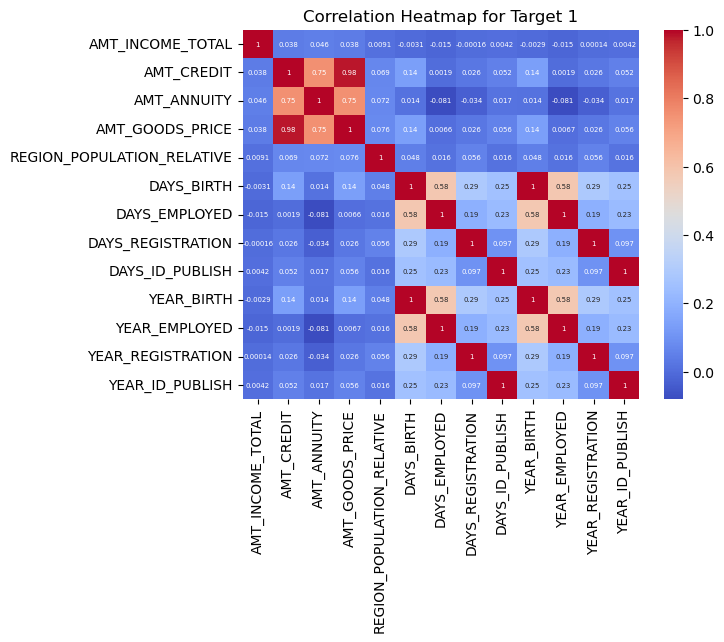 Correlation Heatmap for Target 1
AMT_INCOME_TOTAL 1 0.038 0.046 0.038 0.0091 -0.0031 -0.015 -0.00016 0.0042 -0.0029 -0.015 0.00014 0.0042
AMT_CREDIT 0.038 1 0.75 0.98 0.069 0.14 0.0019 0.026 0.052 0.14 0.0019 0.026 0.052
AMT_ANNUITY 0.046 0.75 1 0.75 0.072 0.014 -0.081 -0.034 0.017 0.014 -0.081 -0.034 0.017
AMT_GOODS_PRICE 0.038 0.98 0.75 1 0.076 0.14 0.0066 0.026 0.056 0.14 0.0067 0.026 0.056
REGION_POPULATION_RELATIVE 0.0091 0.069 0.072 0.076 1 0.048 0.016 0.056 0.016 0.048 0.016 0.056 0.016
DAYS_BIRTH -0.0031 0.14 0.014 0.14 0.048 1 0.58 0.29 0.25 1 0.58 0.29 0.25
DAYS_EMPLOYED -0.015 0.0019 -0.081 0.0066 0.016 0.58 1 0.19 0.23 0.58 1 0.19 0.23
DAYS_REGISTRATION -0.00016 0.026 -0.034 0.026 0.056 0.29 0.19 1 0.097 0.29 0.19 1 0.097
DAYS_ID_PUBLISH 0.0042 0.052 0.017 0.056 0.016 0.25 0.23 0.097 1 0.25 0.23 0.097 1
YEAR_BIRTH -0.0029 0.14 0.014 0.14 0.048 1 0.58 0.29 0.25 1 0.58 0.29 0.25
YEAR_EMPLOYED -0.015 0.0019 -0.081 0.0067 0.016 0.58 1 0.19 0.23 0.58 1 0.19 0.23
YEAR_REGISTRATION 0.00014 0.026 -0.034 0.026 0.056 0.29 0.19 1 0.097 0.29 0.19 1 0.097
YEAR_ID_PUBLISH 0.0042 0.052 0.017 0.056 0.016 0.25 0.23 0.097 1 0.25 0.23 0.097 1
AMT_INCOME_TOTAL
AMT_CREDIT
AMT_ANNUITY
AMT_GOODS_PRICE
REGION_POPULATION_RELATIVE
DAYS_BIRTH
DAYS_EMPLOYED
DAYS_REGISTRATION
DAYS_ID_PUBLISH
YEAR_BIRTH
YEAR_EMPLOYED
YEAR_REGISTRATION
YEAR_ID_PUBLISH
1.0
0.8
0.6
0.4
0.2
0.0